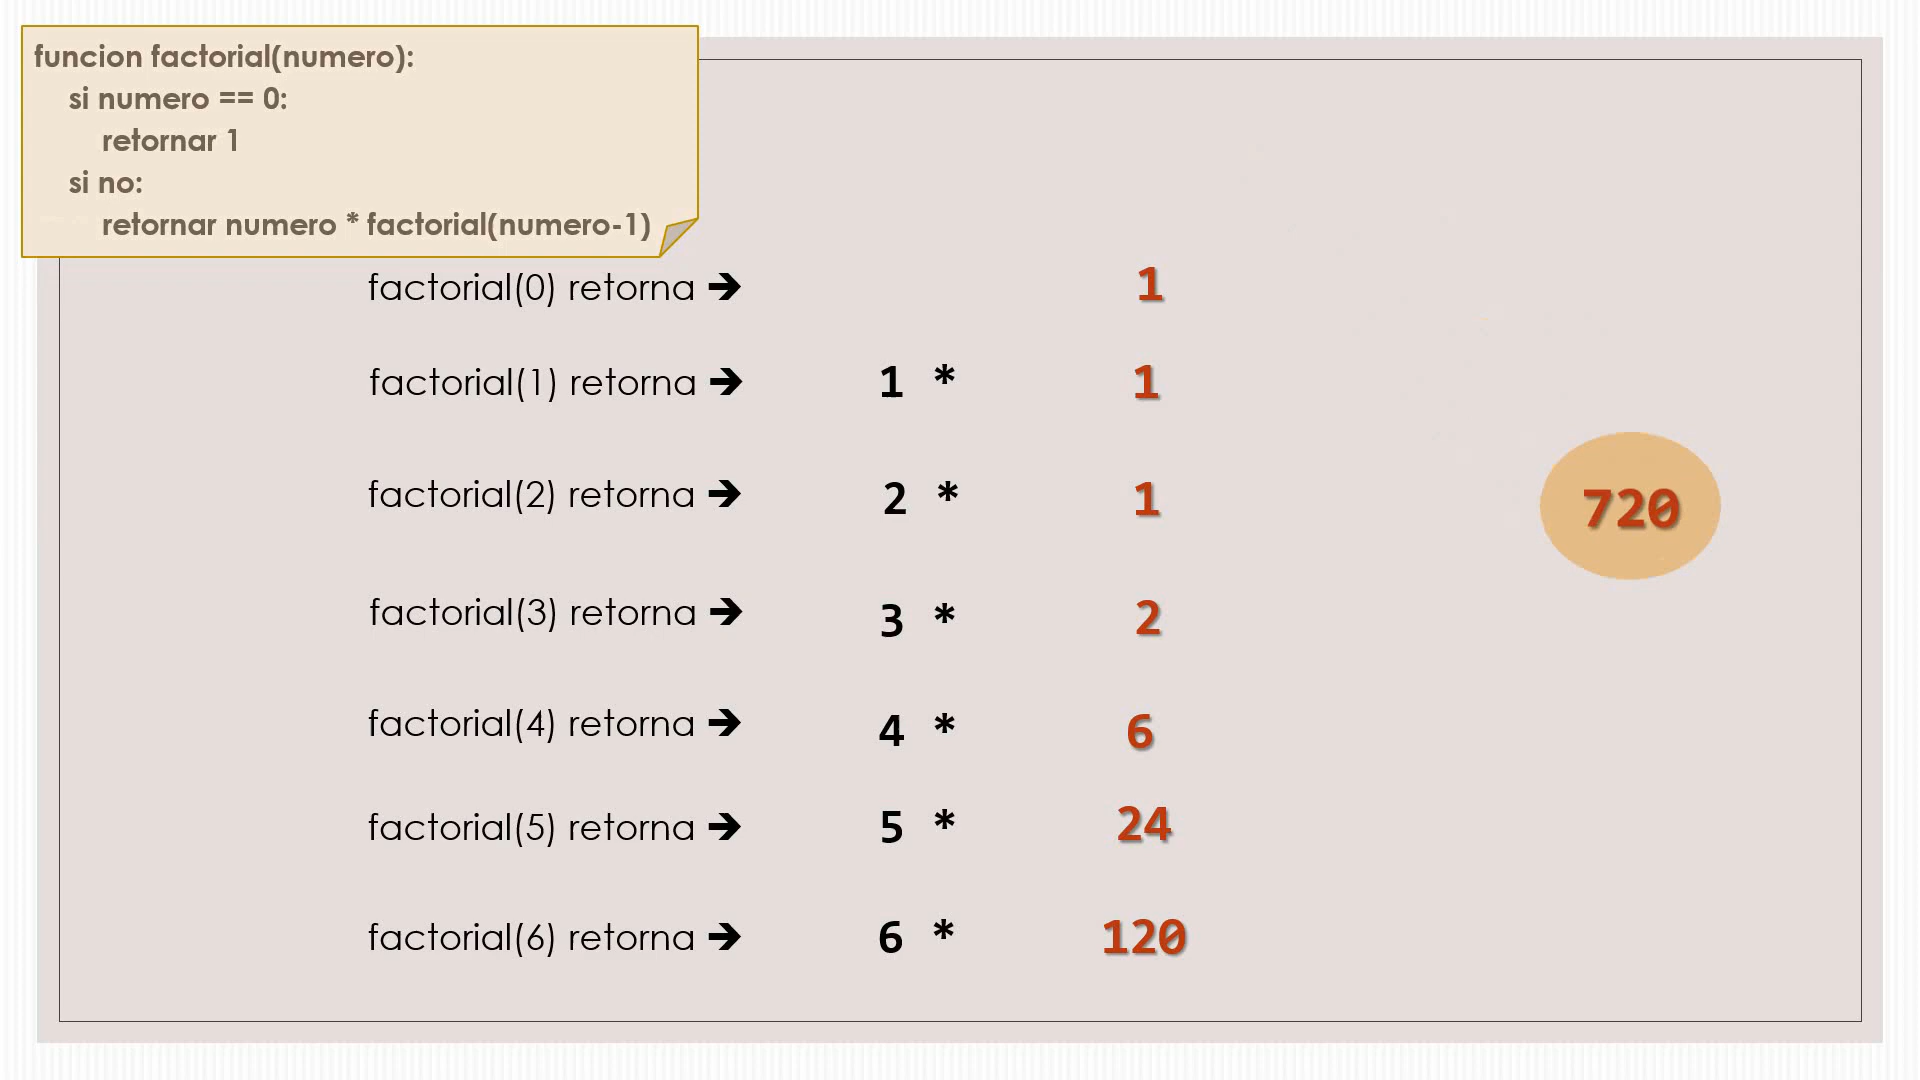 funcion factorial(numero):
si numero == 0:
retornar 1
si no:
retornar numero * factorial(numero-1)
factorial(0) retorna ➔ 1
factorial(1) retorna ➔ 1 * 1
factorial(2) retorna ➔ 2 * 1
720
factorial(3) retorna ➔ 3 * 2
factorial(4) retorna ➔ 4 * 6
factorial(5) retorna ➔ 5 * 24
factorial(6) retorna ➔ 6 * 120